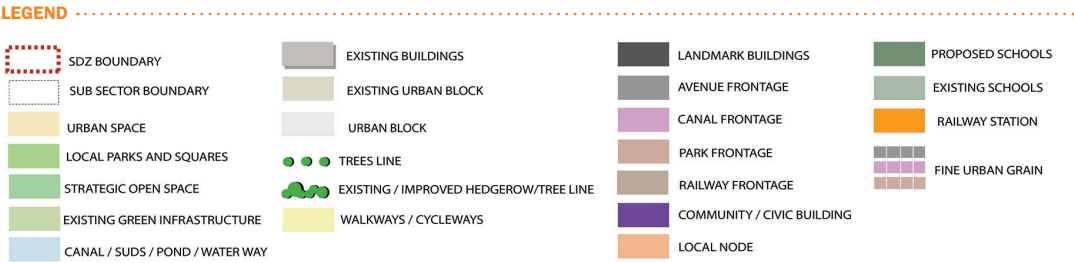 LEGEND
SDZ BOUNDARY
SUB SECTOR BOUNDARY
URBAN SPACE
LOCAL PARKS AND SQUARES
STRATEGIC OPEN SPACE
EXISTING GREEN INFRASTRUCTURE
CANAL / SUDS / POND / WATER WAY
EXISTING BUILDINGS
EXISTING URBAN BLOCK
URBAN BLOCK
TREES LINE
EXISTING / IMPROVED HEDGEROW/TREE LINE
WALKWAYS / CYCLEWAYS
LANDMARK BUILDINGS
AVENUE FRONTAGE
CANAL FRONTAGE
PARK FRONTAGE
RAILWAY FRONTAGE
COMMUNITY / CIVIC BUILDING
LOCAL NODE
PROPOSED SCHOOLS
EXISTING SCHOOLS
RAILWAY STATION
FINE URBAN GRAIN